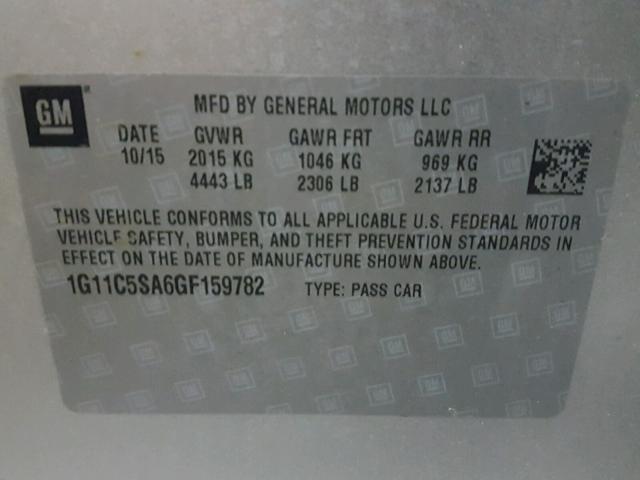 GM
MFD BY GENERAL MOTORS LLC
DATE GVWR GAWR FRT GAWR RR
10/15 2015 KG 1046 KG 969 KG
4443 LB 2306 LB 2137 LB
THIS VEHICLE CONFORMS TO ALL APPLICABLE U.S. FEDERAL MOTOR
VEHICLE SAFETY, BUMPER, AND THEFT PREVENTION STANDARDS IN
EFFECT ON THE DATE OF MANUFACTURE SHOWN ABOVE.
1G11C5SA6GF159782 TYPE: PASS CAR